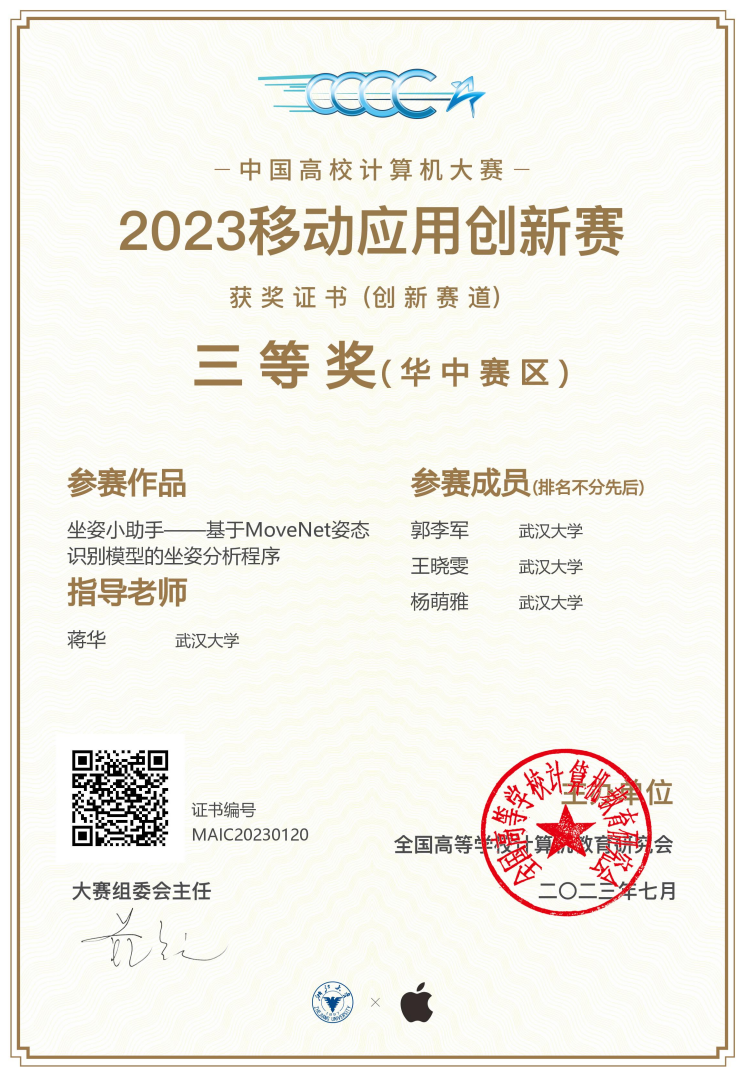 CCCC
中国高校计算机大赛
2023移动应用创新赛
获奖证书(创新赛道)
三等奖(华中赛区)
参赛作品
坐姿小助手——基于MoveNet姿态
识别模型的坐姿分析程序
指导老师
蒋华 武汉大学
参赛成员(排名不分先后)
郭李军 武汉大学
王晓雯 武汉大学
杨萌雅 武汉大学
证书编号
MAIC20230120
大赛组委会主任
主办单位
全国高等学校计算机教育研究会
二〇二三年七月
全国高等学校计算机教育研究会
浙江大学
ZHEJIANG UNIVERSITY
×